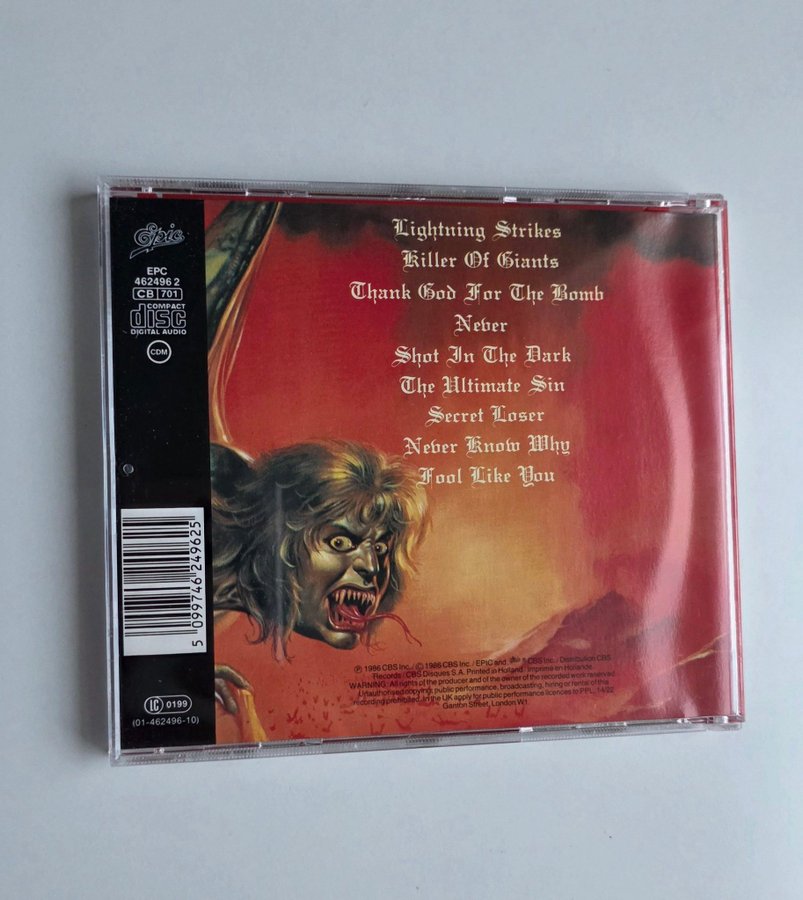 Epic
EPC
462496 2
CB 701
COMPACT
disc
DIGITAL AUDIO
CDM
5 099746 249625
LC 0199
(01-462496-10)
Lightning Strikes
Killer Of Giants
Thank God For The Bomb
Never
Shot In The Dark
The Ultimate Sin
Secret Loser
Never Know Why
Fool Like You
℗ 1986 CBS Inc./ © 1986 CBS Inc. / EPIC and, CBS Inc. / Distribution CBS
Records / CBS Disques S.A. Printed in Holland · Imprimé en Hollande.
WARNING: All rights of the producer and of the owner of the recorded work reserved
Unauthorised copying, public performance, broadcasting, hiring or rental of this
recording prohibited. In the UK apply for public performance licences to PPL, 14/22
Ganton Street, London W1.